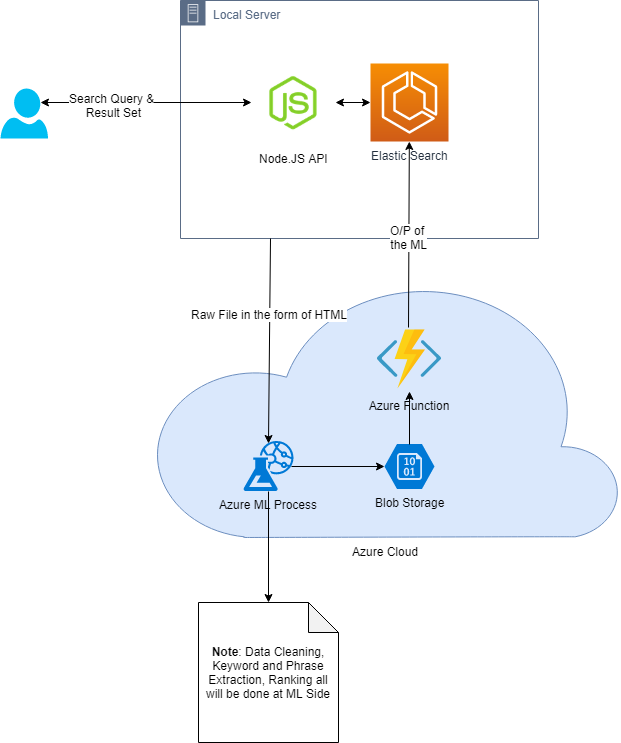 Local Server
Search Query &
Result Set
JS
Node.JS API
Elastic Search
O/P of
the ML
Raw File in the form of HTML
Azure Function
10
01
Azure ML Process
Blob Storage
Azure Cloud
Note: Data Cleaning,
Keyword and Phrase
Extraction, Ranking all
will be done at ML Side